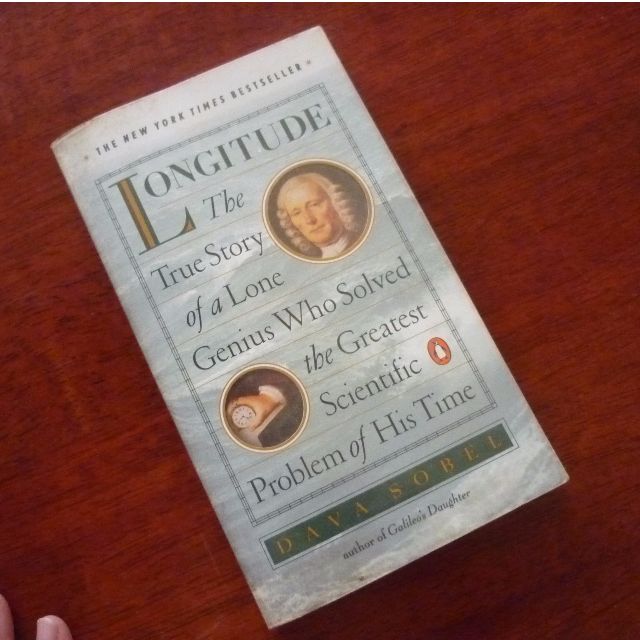 THE NEW YORK TIMES BESTSELLER
LONGITUDE
The
True Story
of a Lone
Genius Who Solved
the Greatest
Scientific
Problem of His Time
DAVA SOBEL
author of Galileo's Daughter